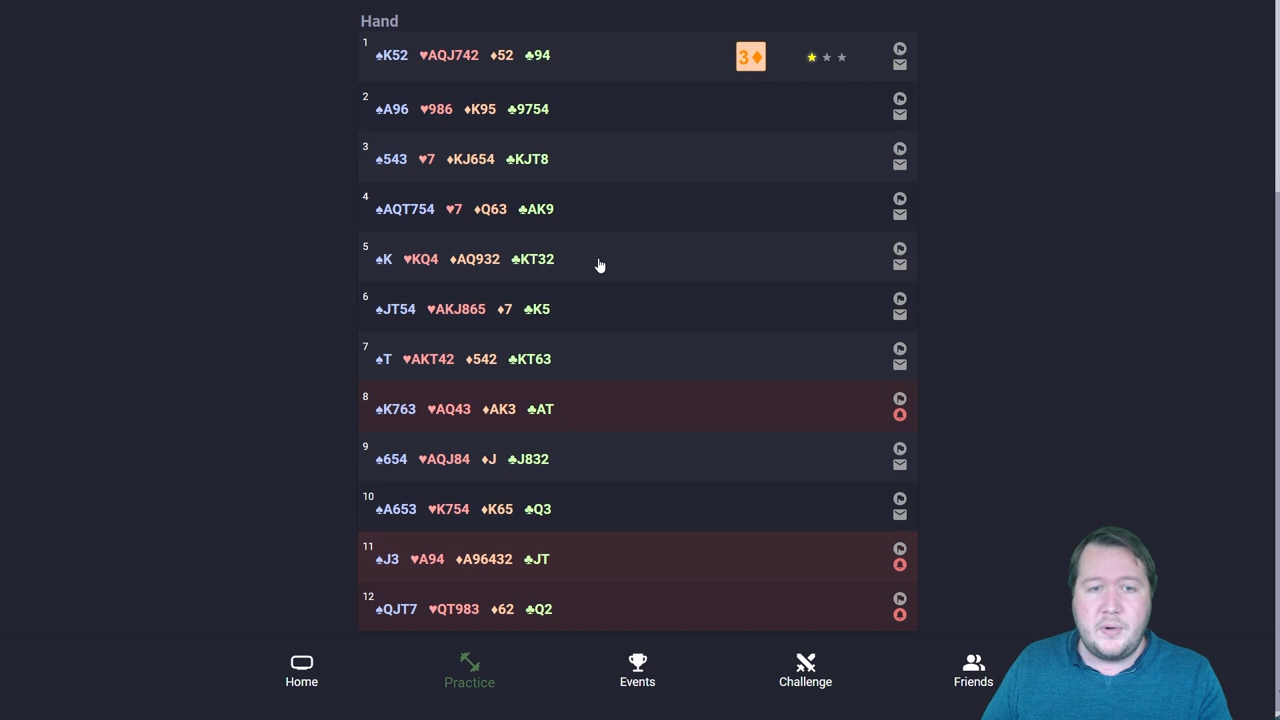 Hand
1 ♠K52 ♥AQJ742 ♦52 ♣94 3♦
2 ♠A96 ♥986 ♦K95 ♣9754
3 ♠543 ♥7 ♦KJ654 ♣KJT8
4 ♠AQT754 ♥7 ♦Q63 ♣AK9
5 ♠K ♥KQ4 ♦AQ932 ♣KT32
6 ♠JT54 ♥AKJ865 ♦7 ♣K5
7 ♠T ♥AKT42 ♦542 ♣KT63
8 ♠K763 ♥AQ43 ♦AK3 ♣AT
9 ♠654 ♥AQJ84 ♦J ♣J832
10 ♠A653 ♥K754 ♦K65 ♣Q3
11 ♠J3 ♥A94 ♦A96432 ♣JT
12 ♠QJT7 ♥QT983 ♦62 ♣Q2
Home Practice Events Challenge Friends